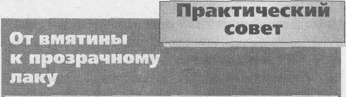 Практический
совет
От вмятины
к прозрачному
лаку